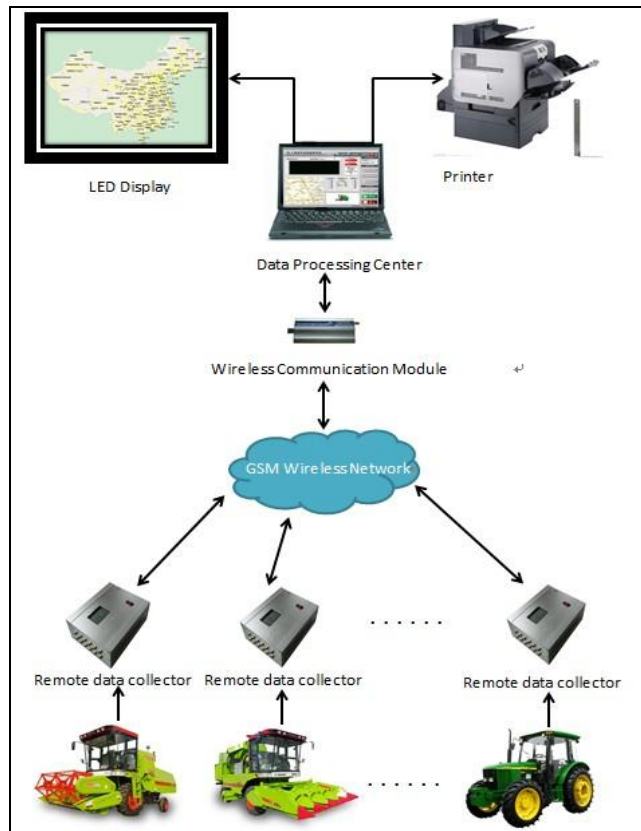 LED Display
Printer
Data Processing Center
Wireless Communication Module
GSM Wireless Network
Remote data collector
Remote data collector
Remote data collector